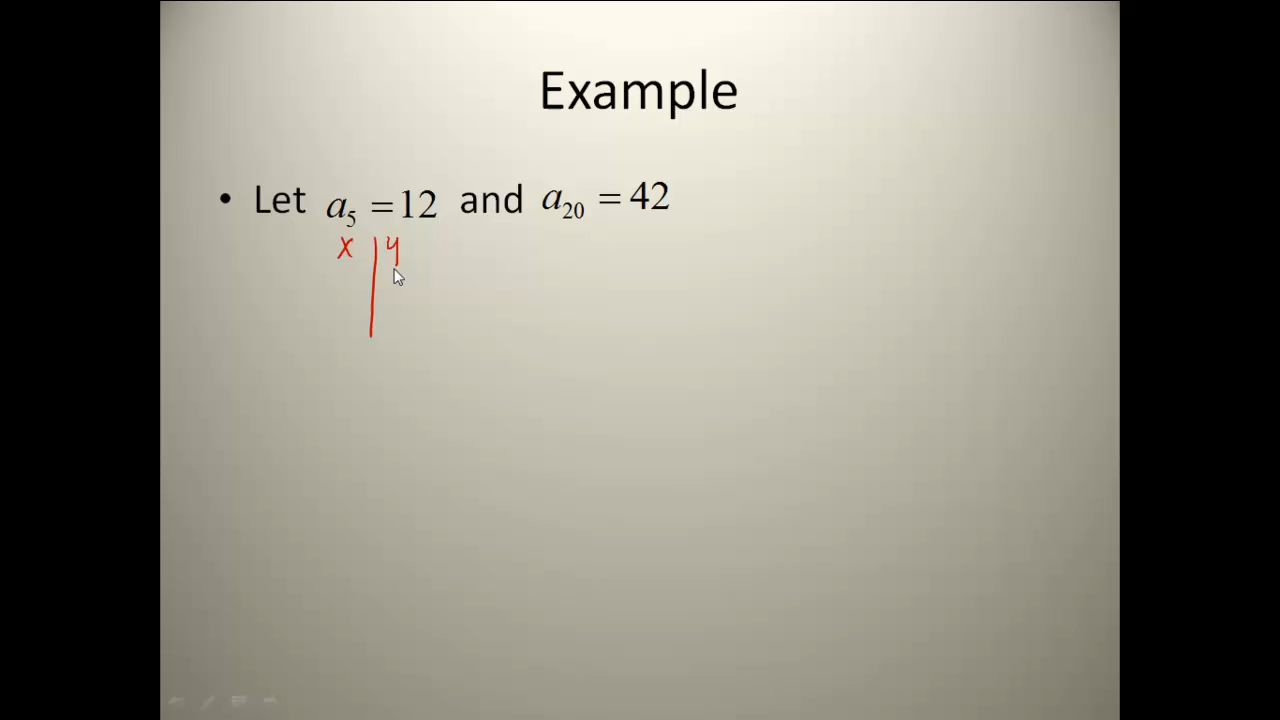 Example
• Let a₅ = 12 and a₂₀ = 42
x | y